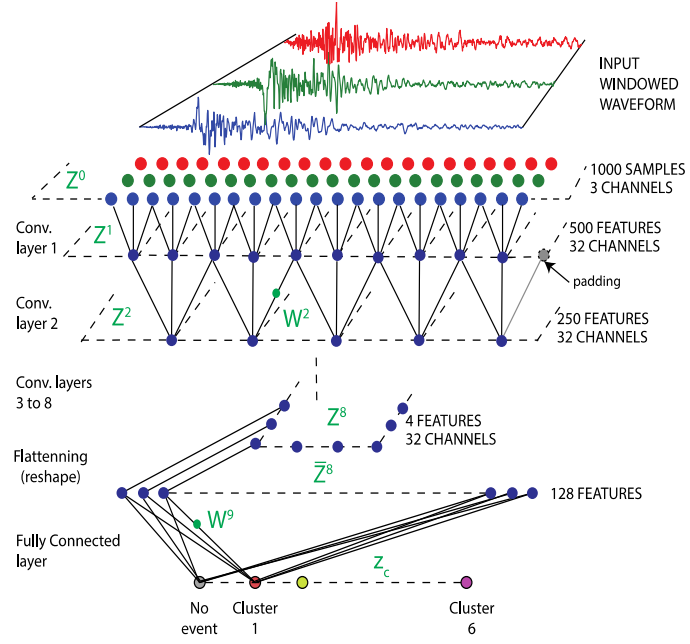 INPUT
WINDOWED
WAVEFORM
Z⁰
1000 SAMPLES
3 CHANNELS
Conv.
layer 1
Z¹
500 FEATURES
32 CHANNELS
padding
Conv.
layer 2
Z²
W²
250 FEATURES
32 CHANNELS
Conv. layers
3 to 8
Z⁸
4 FEATURES
32 CHANNELS
Flattenning
(reshape)
Z̅⁸
128 FEATURES
W⁹
Fully Connected
layer
z_c
No
event
Cluster
1
Cluster
6